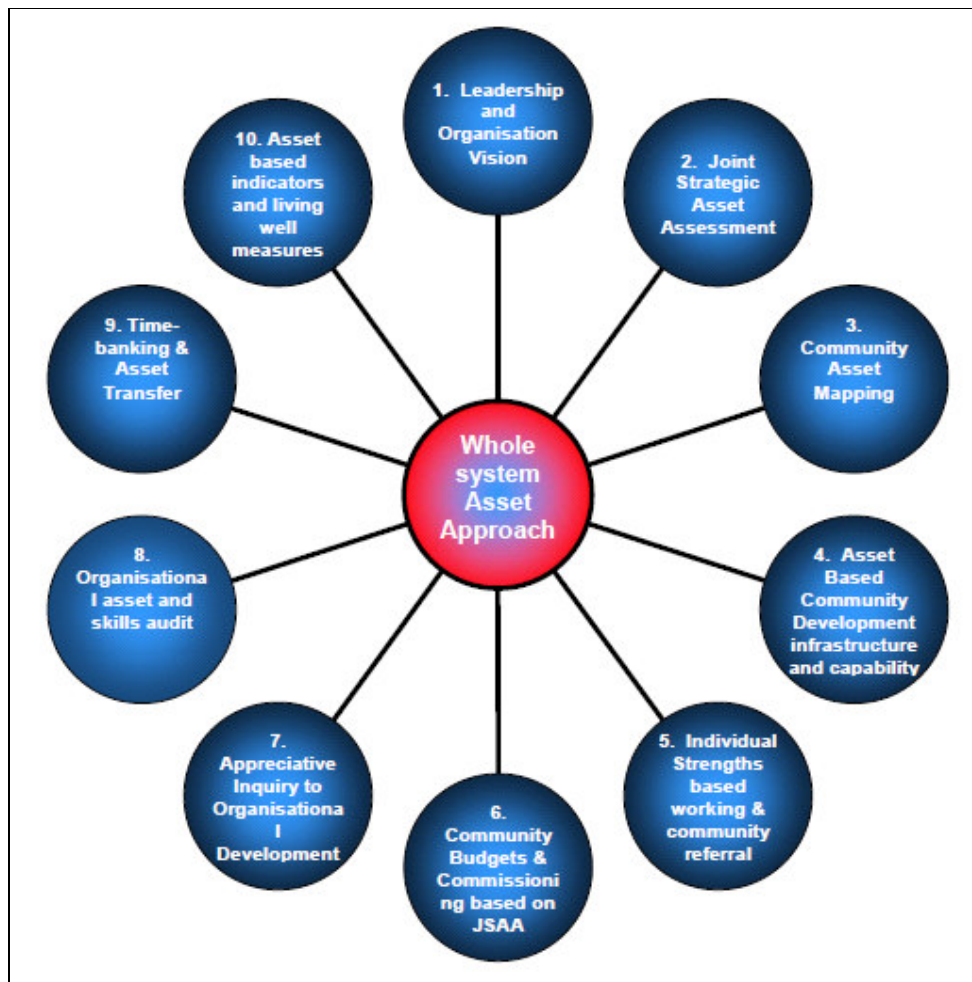 1. Leadership
and
Organisation
Vision
2. Joint
Strategic
Asset
Assessment
3.
Community
Asset
Mapping
4. Asset
Based
Community
Development
infrastructure
and capability
5. Individual
Strengths
based
working &
community
referral
6.
Community
Budgets &
Commissioni
ng based on
JSAA
7.
Appreciative
Inquiry to
Organisationa
l
Development
8.
Organisationa
l asset and
skills audit
9. Time-
banking &
Asset
Transfer
10. Asset
based
indicators
and living
well
measures
Whole
system
Asset
Approach